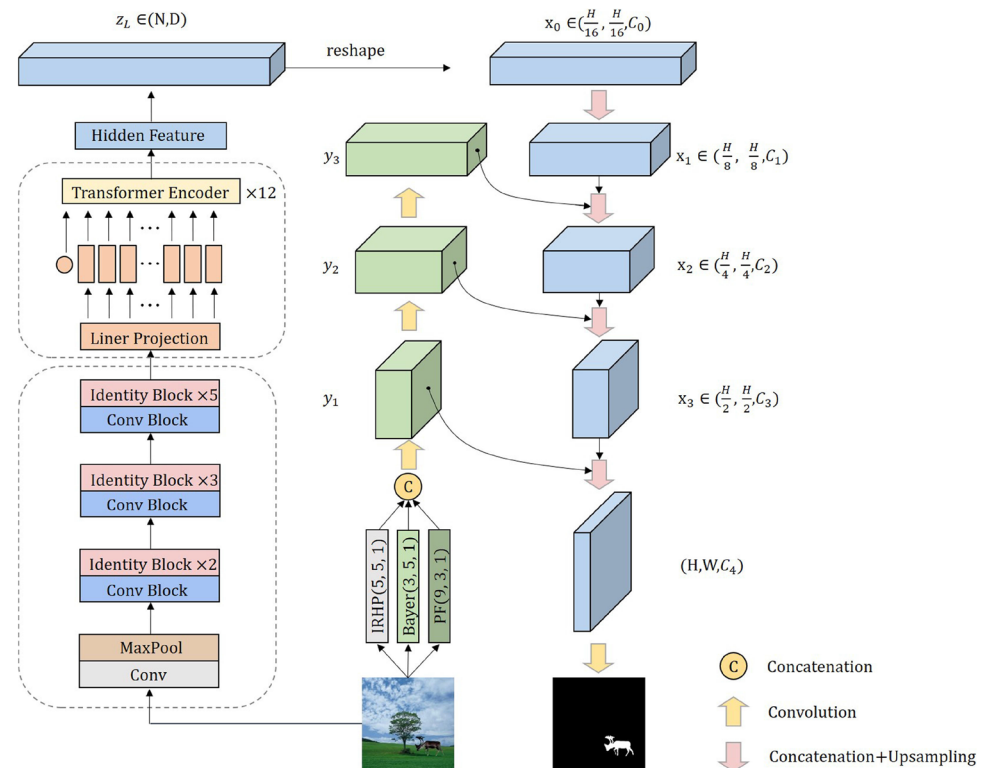 z_L ∈(N,D)
reshape
x_0 ∈(H/16, H/16,C_0)
Hidden Feature
Transformer Encoder ×12
...
...
...
Liner Projection
Identity Block ×5
Conv Block
Identity Block ×3
Conv Block
Identity Block ×2
Conv Block
MaxPool
Conv
y_3
y_2
y_1
C
IRHP(5, 5, 1)
Bayer(3, 5, 1)
PF(9, 3, 1)
x_1 ∈ (H/8, H/8,C_1)
x_2 ∈ (H/4, H/4,C_2)
x_3 ∈ (H/2, H/2,C_3)
(H,W,C_4)
C Concatenation
Convolution
Concatenation+Upsampling